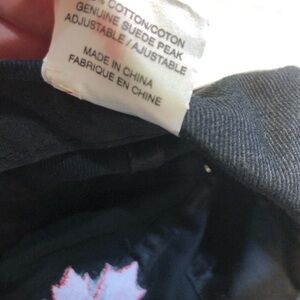 % COTTON/COTON
GENUINE SUEDE PEAK
ADJUSTABLE / AJUSTABLE
MADE IN CHINA
FABRIQUE EN CHINE